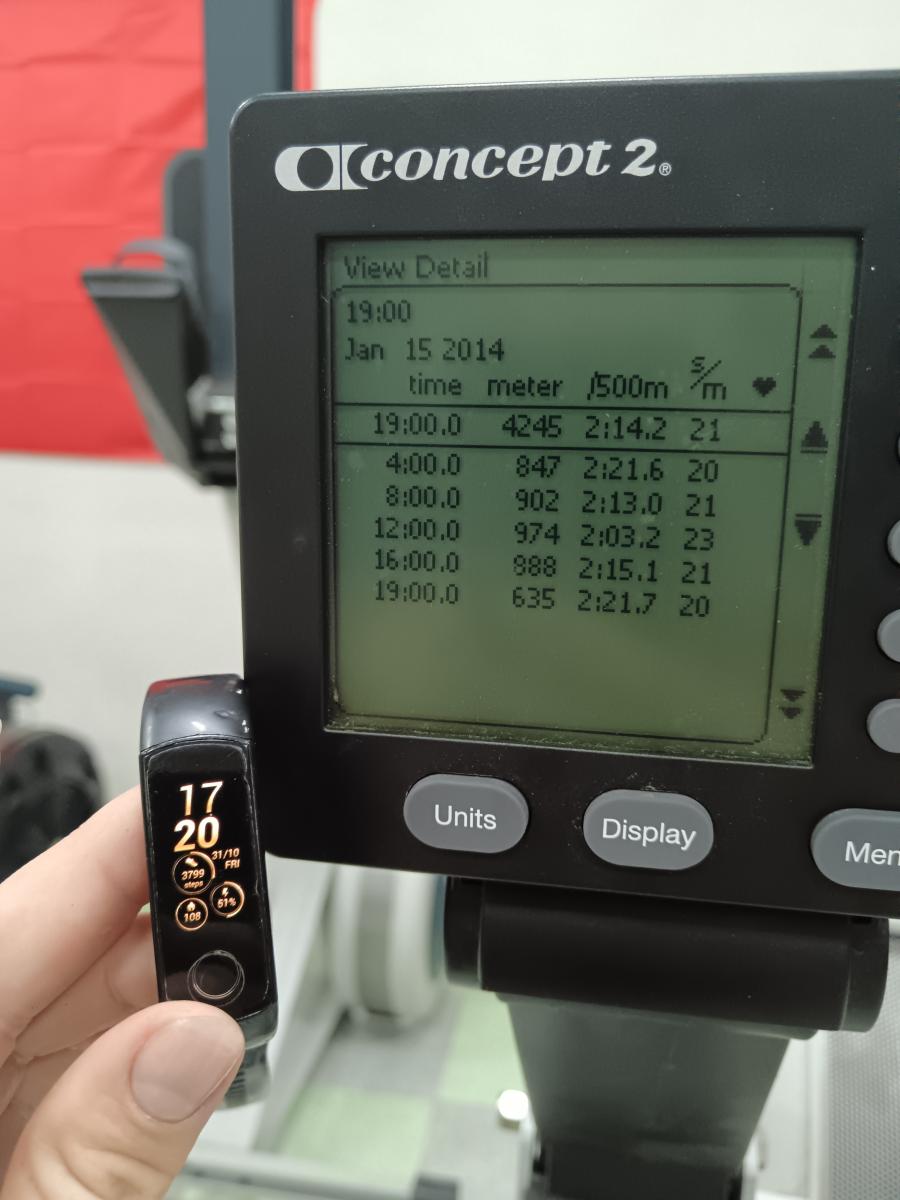 concept 2®
View Detail
19:00
Jan 15 2014
time meter /500m s/m ♥
19:00.0 4245 2:14.2 21
4:00.0 847 2:21.6 20
8:00.0 902 2:13.0 21
12:00.0 974 2:03.2 23
16:00.0 888 2:15.1 21
19:00.0 635 2:21.7 20
Units
Display
Men
17
20
31/10
FRI
3799
steps
108